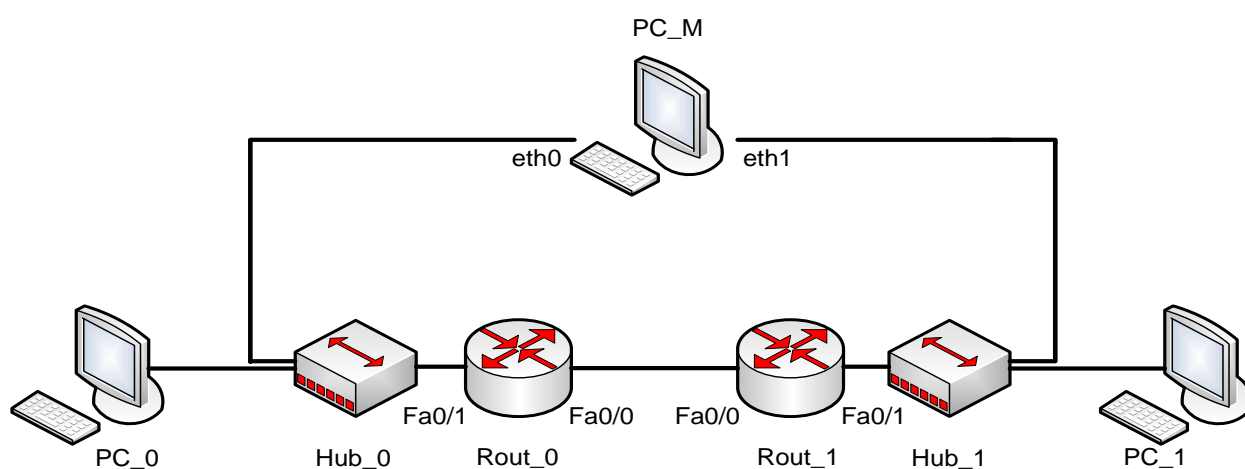 PC_M
eth0
eth1
Fa0/1
Fa0/0
Fa0/0
Fa0/1
PC_0
Hub_0
Rout_0
Rout_1
Hub_1
PC_1